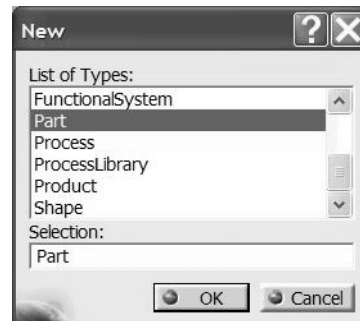 New
List of Types:
FunctionalSystem
Part
Process
ProcessLibrary
Product
Shape
Selection:
Part
OK
Cancel